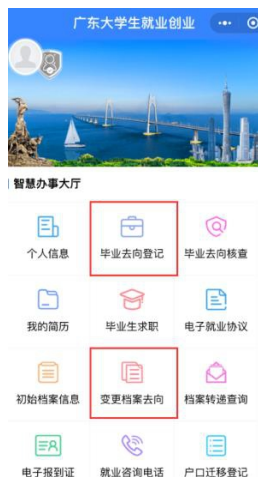 广东大学生就业创业
智慧办事大厅
个人信息 毕业去向登记 毕业去向核查
我的简历 毕业生求职 电子就业协议
初始档案信息 变更档案去向 档案转递查询
电子报到证 就业咨询电话 户口迁移登记